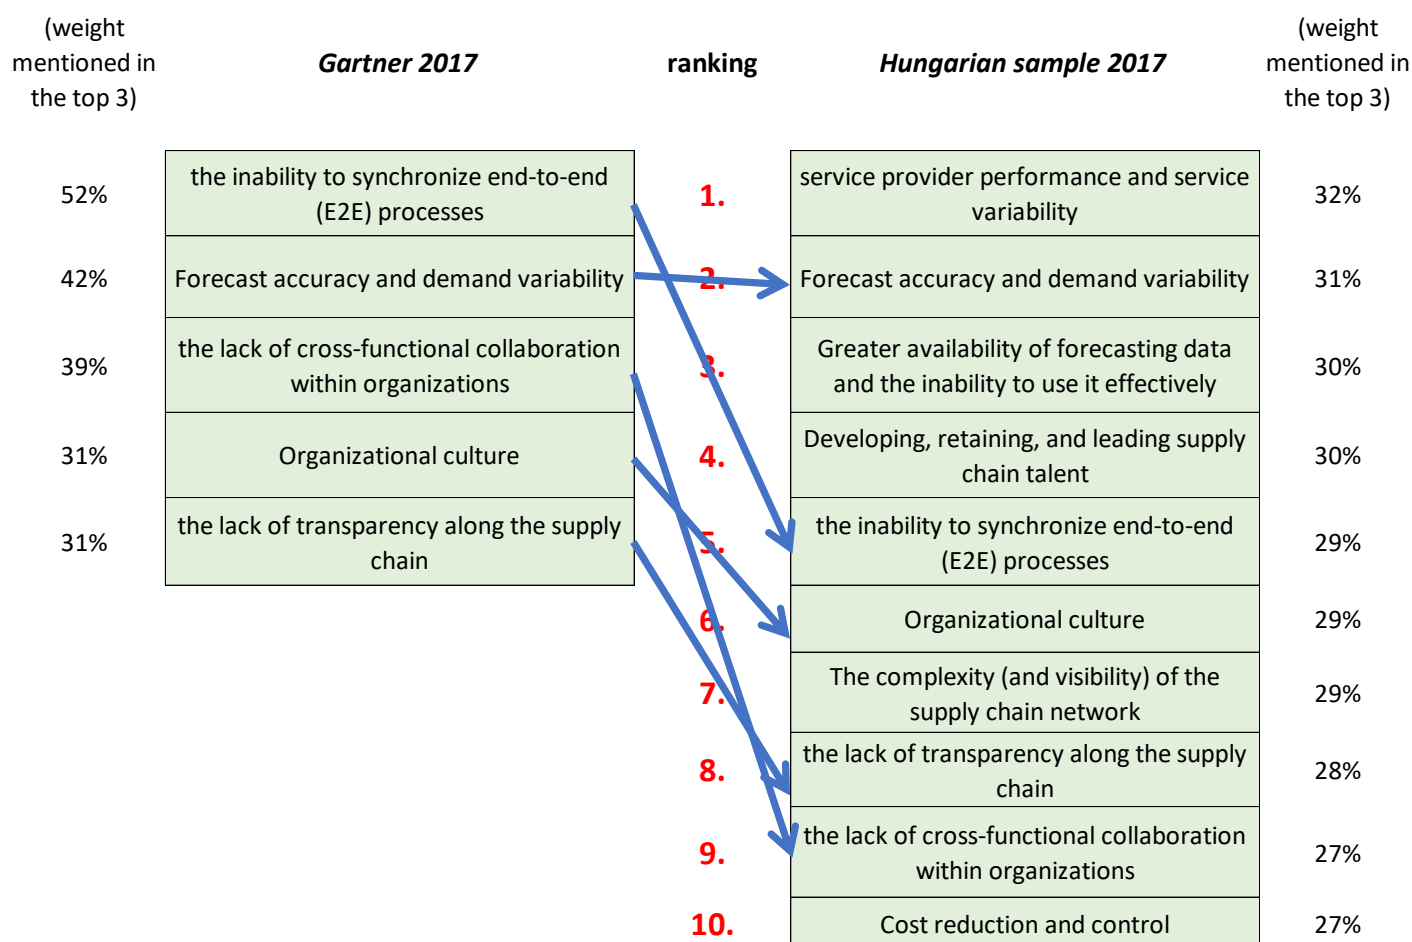 (weight
mentioned in
the top 3)
Gartner 2017
ranking
Hungarian sample 2017
(weight
mentioned in
the top 3)
52%
the inability to synchronize end-to-end
(E2E) processes
1.
service provider performance and service
variability
32%
42%
Forecast accuracy and demand variability
2.
Forecast accuracy and demand variability
31%
39%
the lack of cross-functional collaboration
within organizations
3.
Greater availability of forecasting data
and the inability to use it effectively
30%
31%
Organizational culture
4.
Developing, retaining, and leading supply
chain talent
30%
31%
the lack of transparency along the supply
chain
5.
the inability to synchronize end-to-end
(E2E) processes
29%
6.
Organizational culture
29%
7.
The complexity (and visibility) of the
supply chain network
29%
8.
the lack of transparency along the supply
chain
28%
9.
the lack of cross-functional collaboration
within organizations
27%
10.
Cost reduction and control
27%